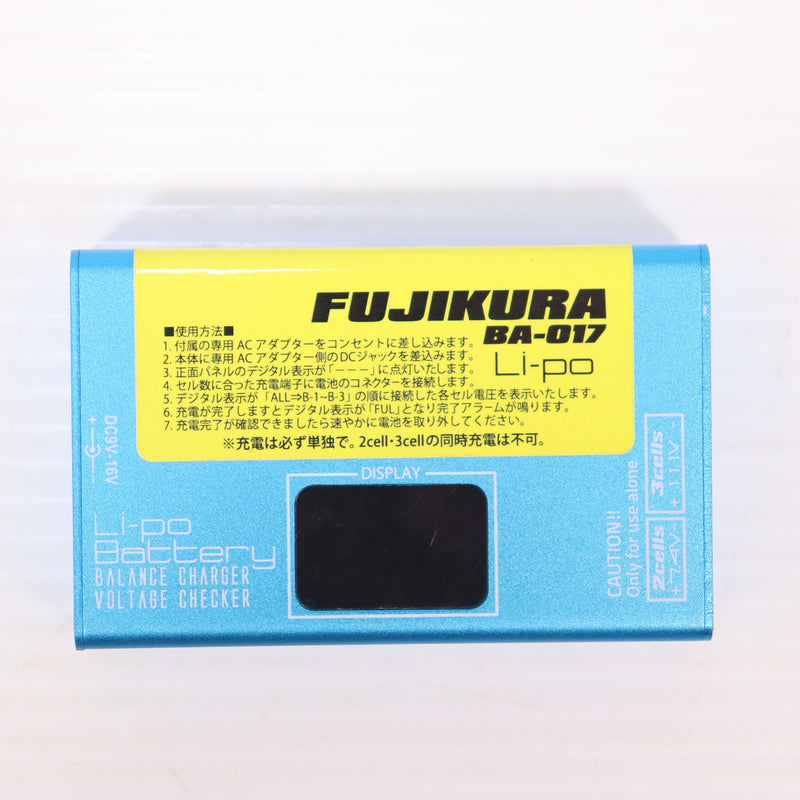 FUJIKURA
BA-017
Li-po
■使用方法■
1. 付属の専用ACアダプターをコンセントに差し込みます。
2. 本体に専用ACアダプター側のDCジャックを差込みます。
3. 正面パネルのデジタル表示が「ーーー」に点灯いたします。
4. セル数に合った充電端子に電池のコネクターを接続します。
5. デジタル表示が「ALL⇒B-1~B-3」の順に接続した各セル電圧を表示いたします。
6. 充電が完了しますとデジタル表示が「FUL」となり完了アラームが鳴ります。
7. 充電完了が確認できましたら速やかに電池を取り外してください。
※充電は必ず単独で。2cell・3cellの同時充電は不可。
DISPLAY
DC9V-16V
- +
Li-po
Battery
BALANCE CHARGER
VOLTAGE CHECKER
CAUTION!!
Only for use alone
2cells
+ 7.4V -
3cells
+ 11.1V -